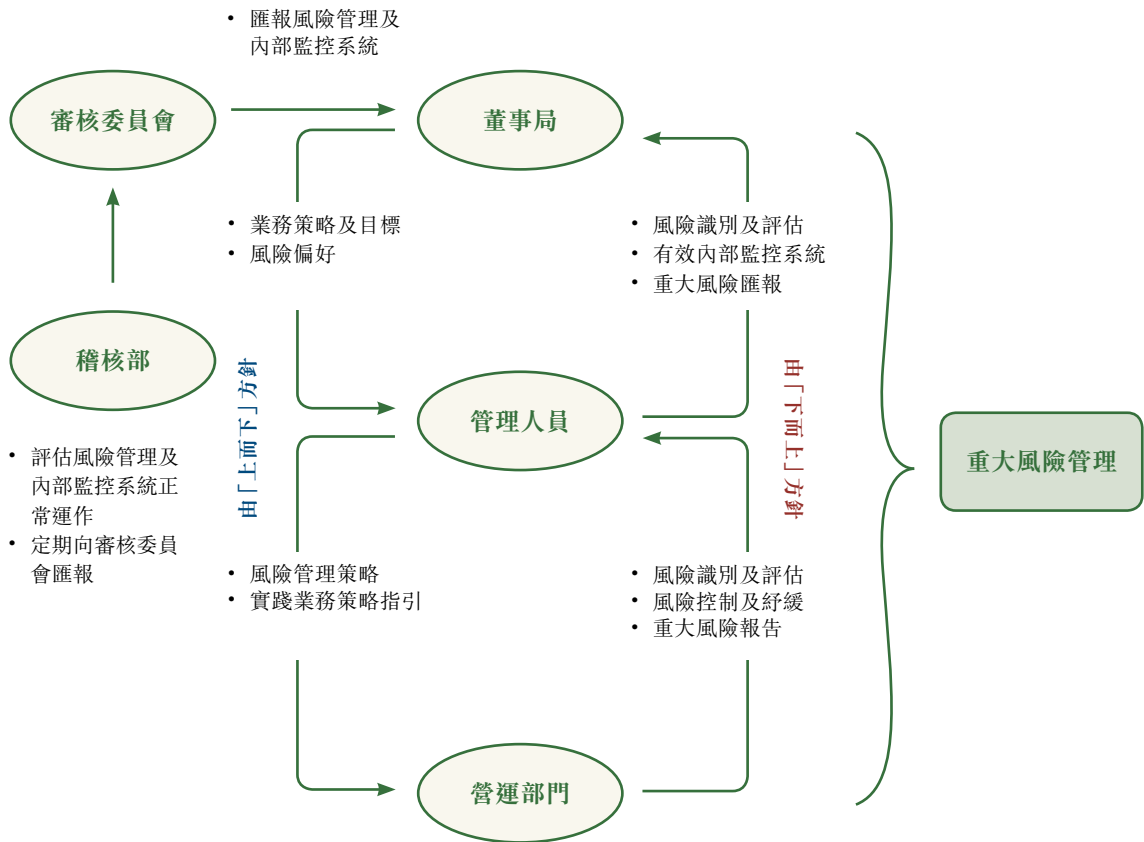 • 匯報風險管理及
內部監控系統
審核委員會
董事局
• 業務策略及目標
• 風險偏好
• 風險識別及評估
• 有效內部監控系統
• 重大風險匯報
稽核部
由「上而下」方針
管理人員
由「下而上」方針
重大風險管理
• 評估風險管理及
內部監控系統正
常運作
• 定期向審核委員
會匯報
• 風險管理策略
• 實踐業務策略指引
• 風險識別及評估
• 風險控制及紓緩
• 重大風險報告
營運部門